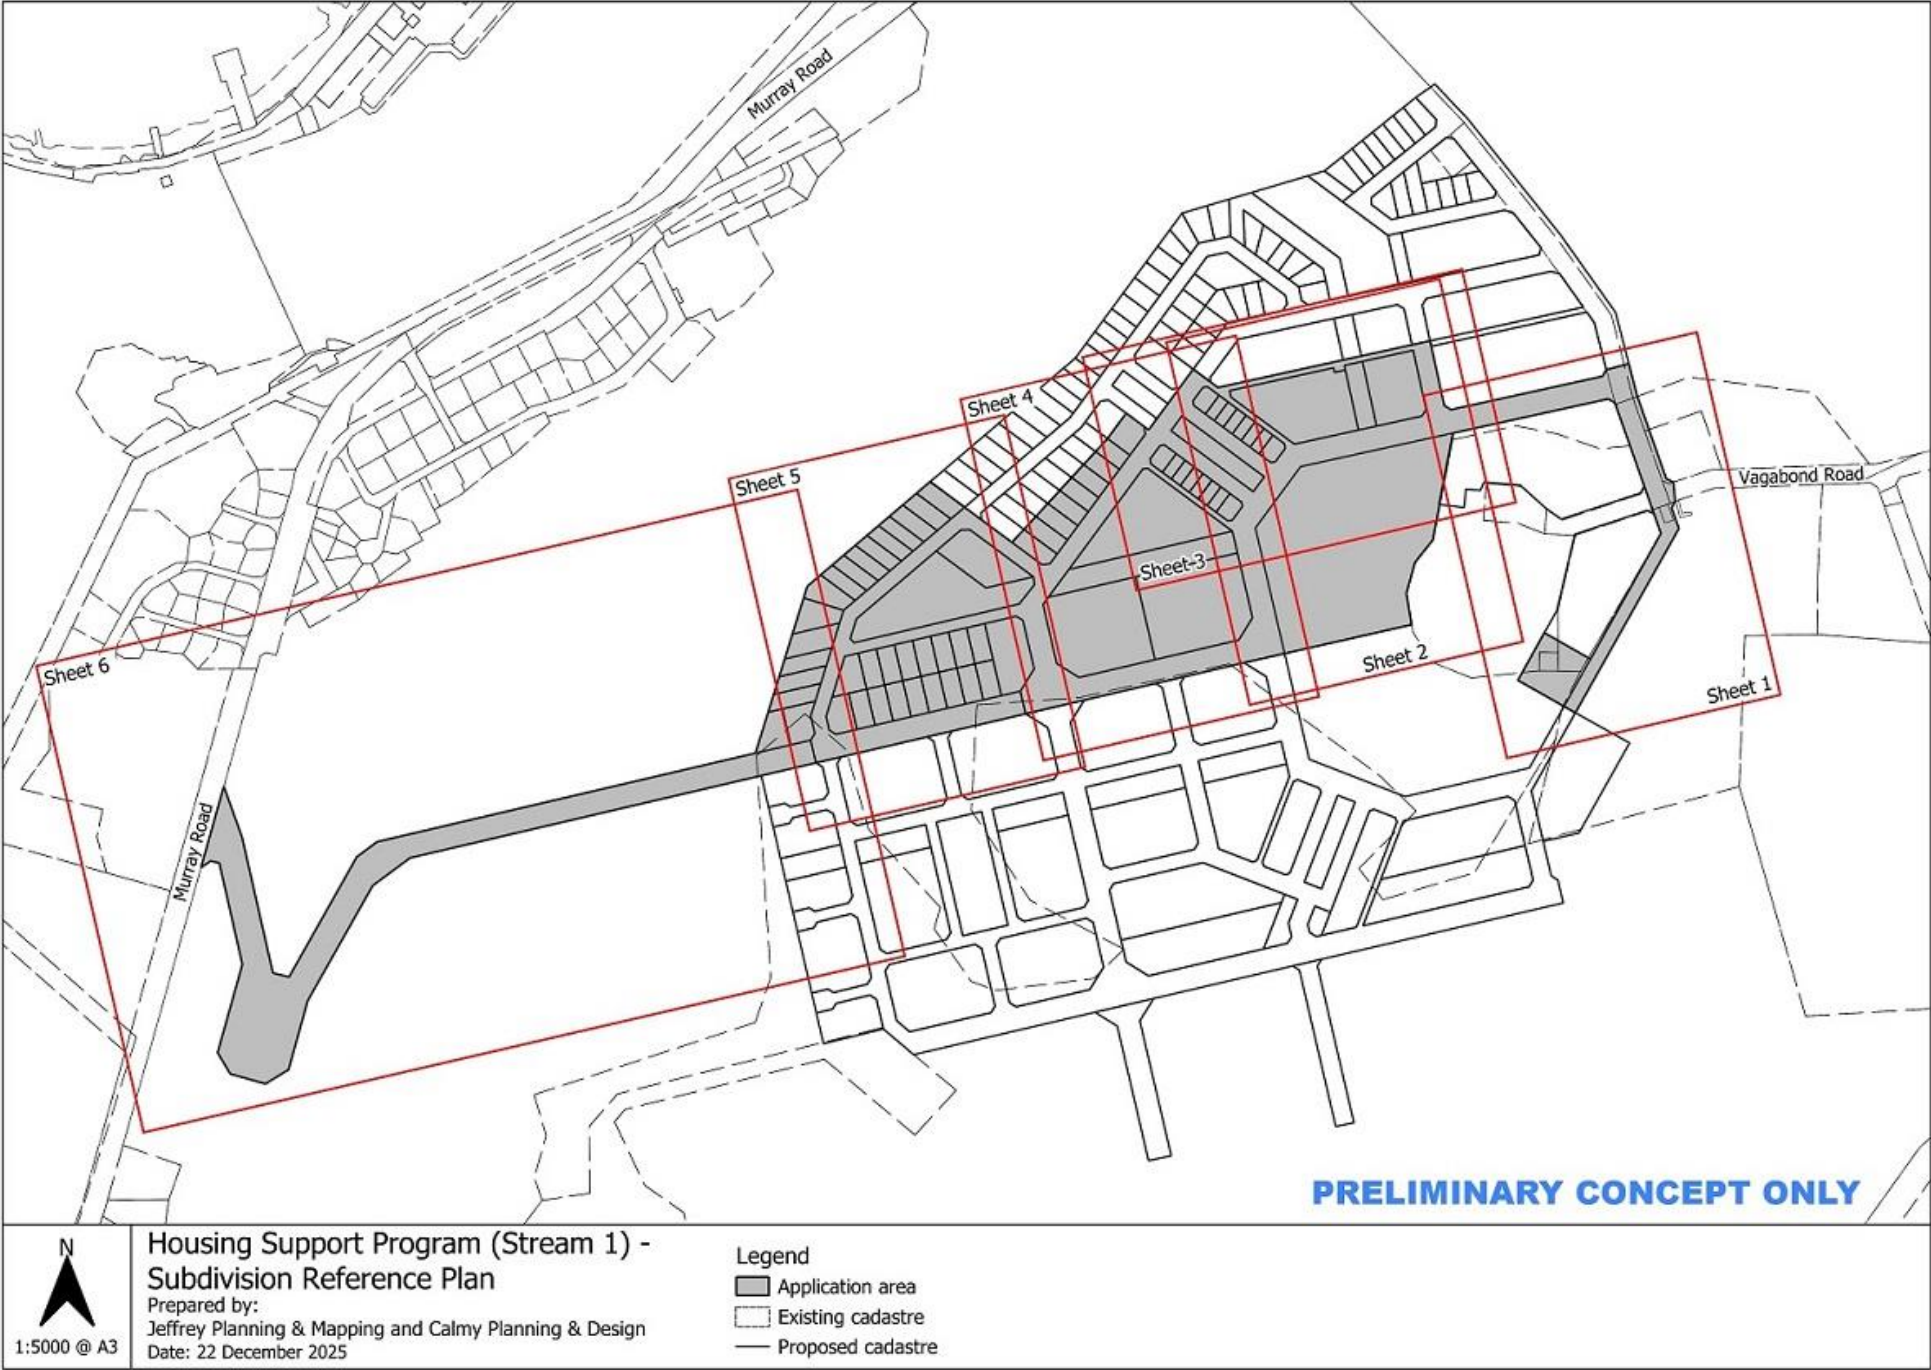 Murray Road
Sheet 4
Sheet 5
Vagabond Road
Sheet 3
Sheet 2
Sheet 6
Sheet 1
Murray Road
PRELIMINARY CONCEPT ONLY
N
1:5000 @ A3
Housing Support Program (Stream 1) -
Subdivision Reference Plan
Prepared by:
Jeffrey Planning & Mapping and Calmy Planning & Design
Date: 22 December 2025
Legend
Application area
Existing cadastre
Proposed cadastre